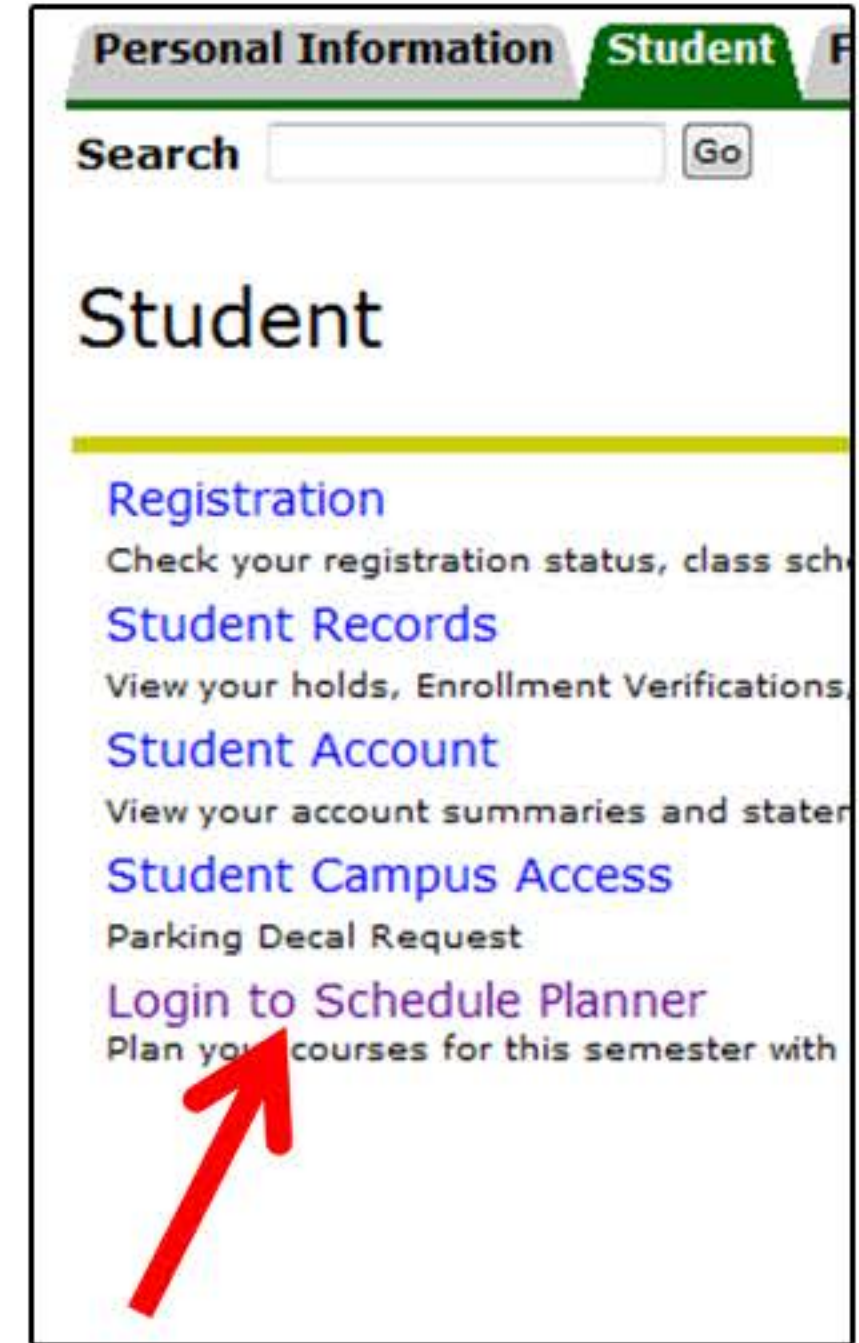 Personal Information Student F
Search Go
Student
Registration
Check your registration status, class sch
Student Records
View your holds, Enrollment Verifications,
Student Account
View your account summaries and stater
Student Campus Access
Parking Decal Request
Login to Schedule Planner
Plan you courses for this semester with